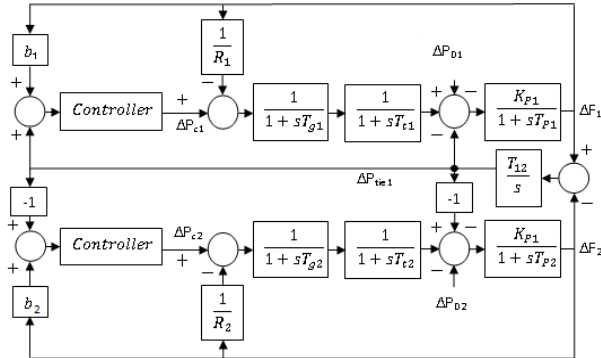 b₁
1
R₁
ΔP_D1
+
+
Controller
+
ΔP_c1
−
1
1 + sT_g1
1
1 + sT_t1
+
−
−
K_P1
1 + sT_P1
ΔF₁
+
-1
ΔP_tie1
-1
T₁₂
s
−
+
+
Controller
ΔP_c2
+
−
1
1 + sT_g2
1
1 + sT_t2
+
+
−
−
K_P1
1 + sT_P2
ΔF₂
b₂
1
R₂
ΔP_D2